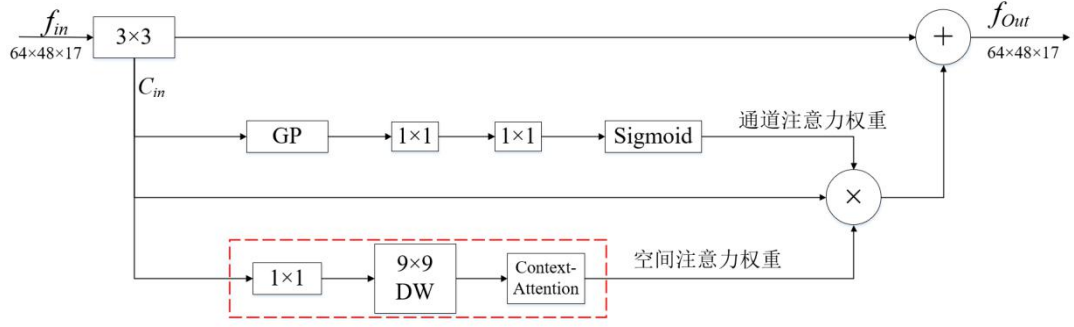 f_in
64×48×17
3×3
+
f_Out
64×48×17
C_in
GP
1×1
1×1
Sigmoid
通道注意力权重
×
1×1
9×9
DW
Context-
Attention
空间注意力权重